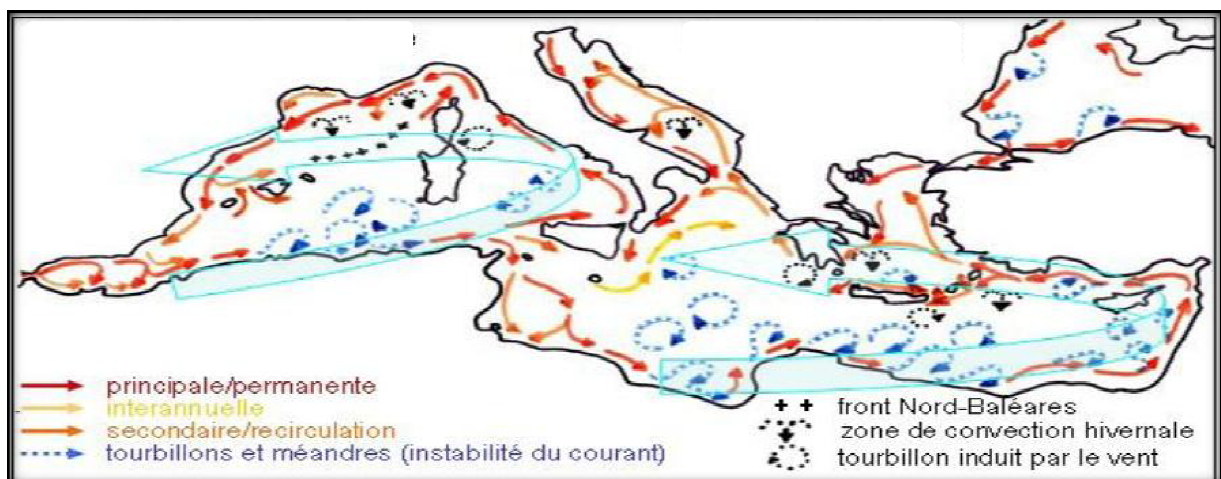 principale/permanente
interannuelle
secondaire/recirculation
tourbillons et méandres (instabilité du courant)
front Nord-Baléares
zone de convection hivernale
tourbillon induit par le vent